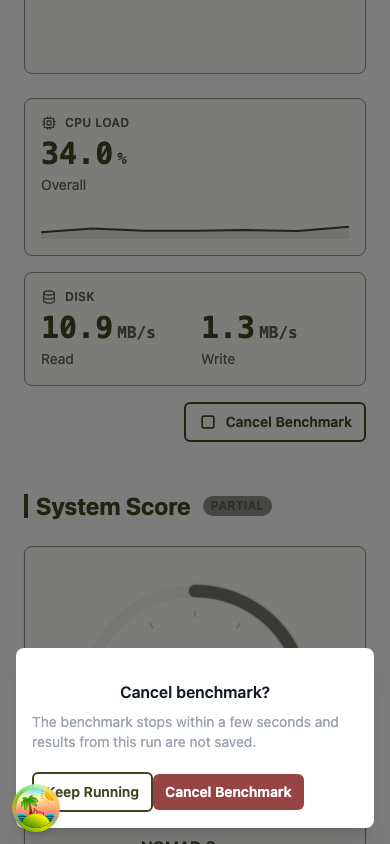 CPU LOAD
34.0 %
Overall
DISK
10.9 MB/s 1.3 MB/s
Read Write
Cancel Benchmark
System Score PARTIAL
Cancel benchmark?
The benchmark stops within a few seconds and
results from this run are not saved.
Keep Running Cancel Benchmark